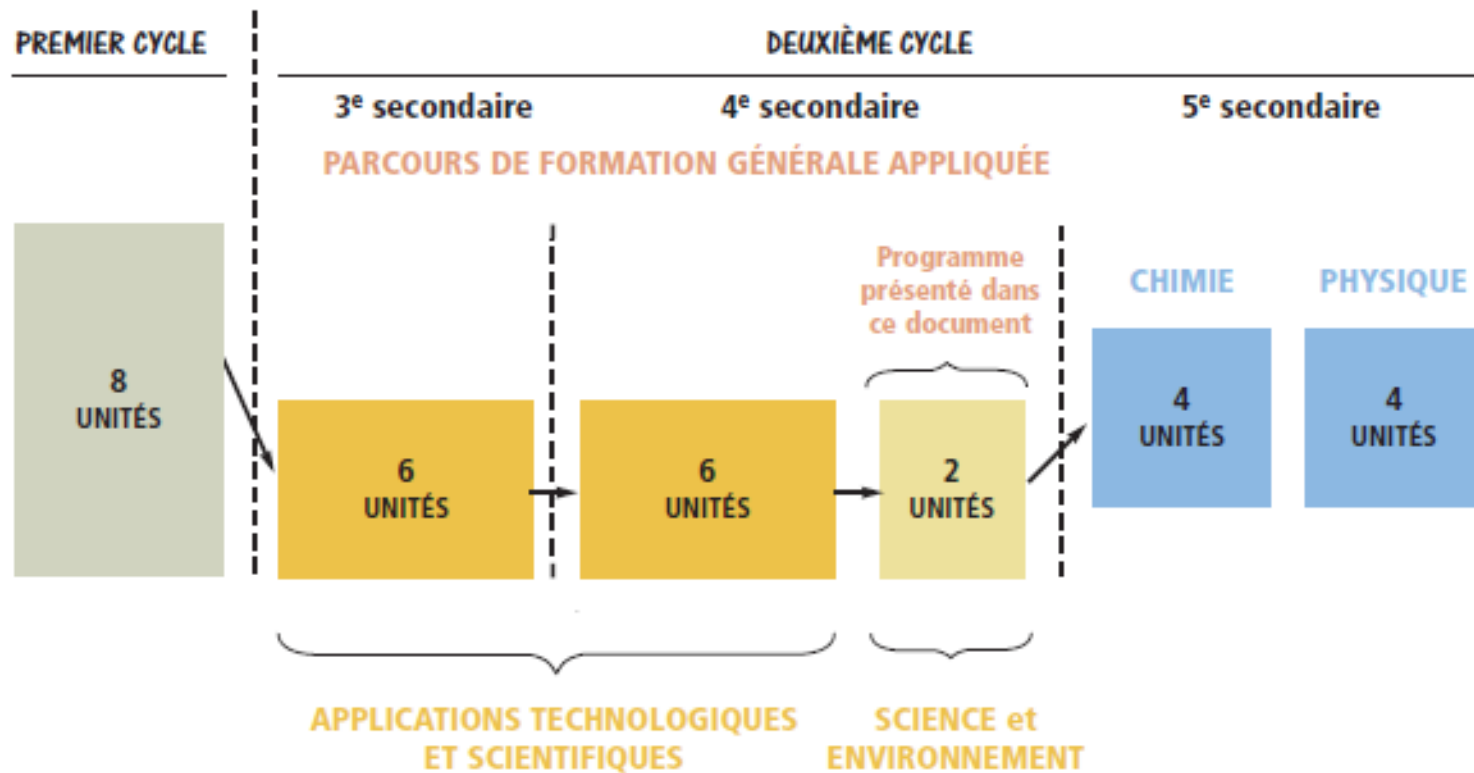 PREMIER CYCLE
DEUXIÈME CYCLE
3e secondaire
4e secondaire
5e secondaire
PARCOURS DE FORMATION GÉNÉRALE APPLIQUÉE
Programme
présenté dans
ce document
CHIMIE
PHYSIQUE
8
UNITÉS
6
UNITÉS
6
UNITÉS
2
UNITÉS
4
UNITÉS
4
UNITÉS
APPLICATIONS TECHNOLOGIQUES
ET SCIENTIFIQUES
SCIENCE et
ENVIRONNEMENT